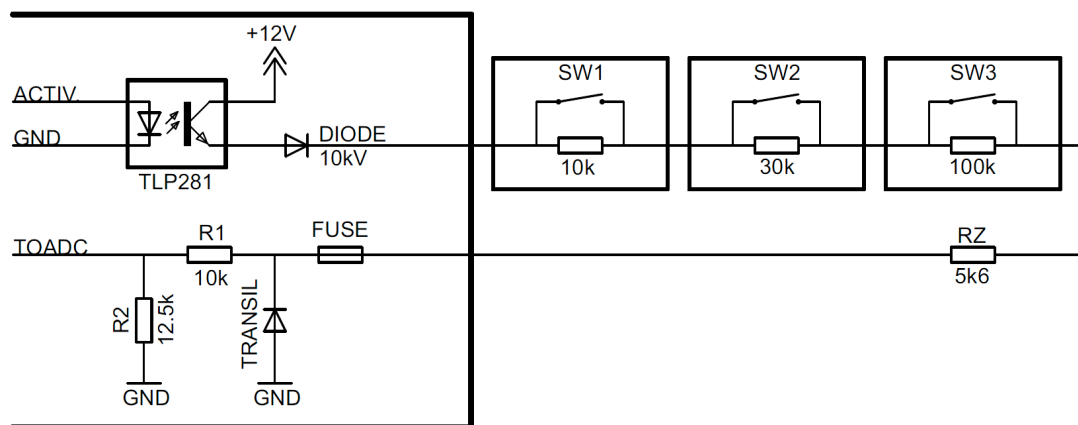 +12V
SW1
SW2
SW3
ACTIV.
GND
DIODE
10kV
10k
30k
100k
TLP281
TOADC
R1
FUSE
RZ
10k
5k6
R2
12.5k
TRANSIL
GND
GND